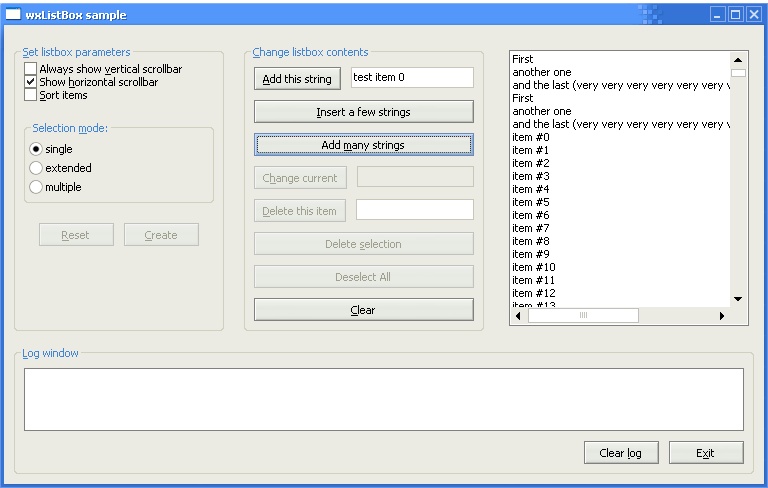 wxListBox sample
Set listbox parameters
Always show vertical scrollbar
Show horizontal scrollbar
Sort items
Selection mode:
single
extended
multiple
Reset
Create
Change listbox contents
Add this string
test item 0
Insert a few strings
Add many strings
Change current
Delete this item
Delete selection
Deselect All
Clear
First
another one
and the last (very very very very very very very v
First
another one
and the last (very very very very very very very v
item #0
item #1
item #2
item #3
item #4
item #5
item #6
item #7
item #8
item #9
item #10
item #11
item #12
item #13
Log window
Clear log
Exit